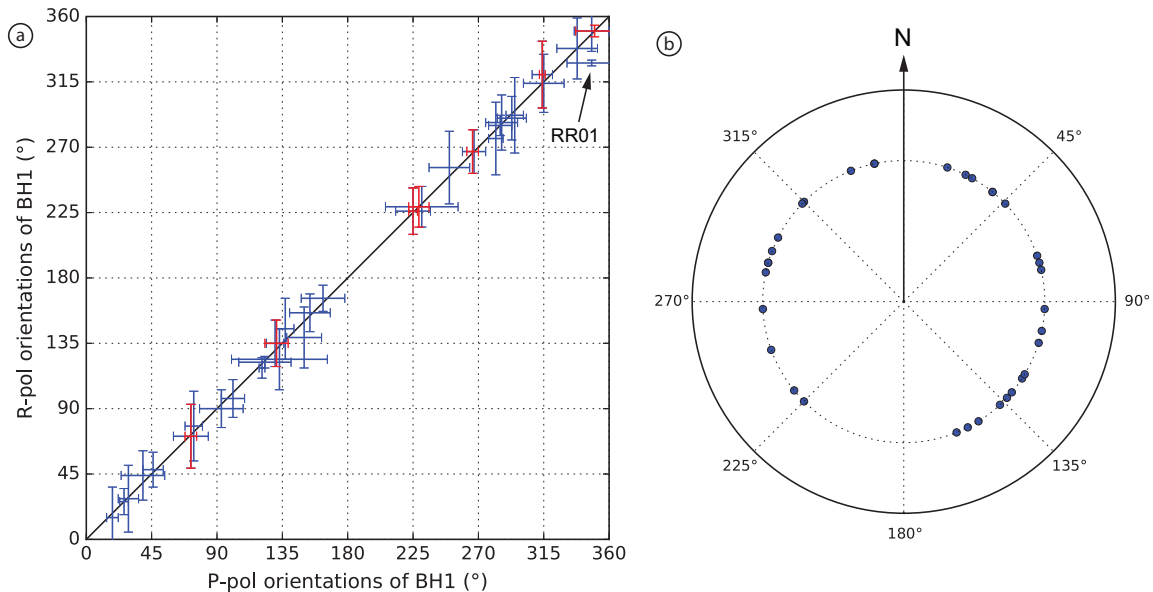 a
360
315
270
225
180
135
90
45
0
R-pol orientations of BH1 (°)
RR01
0 45 90 135 180 225 270 315 360
P-pol orientations of BH1 (°)
b
N
315° 45°
270° 90°
225° 135°
180°